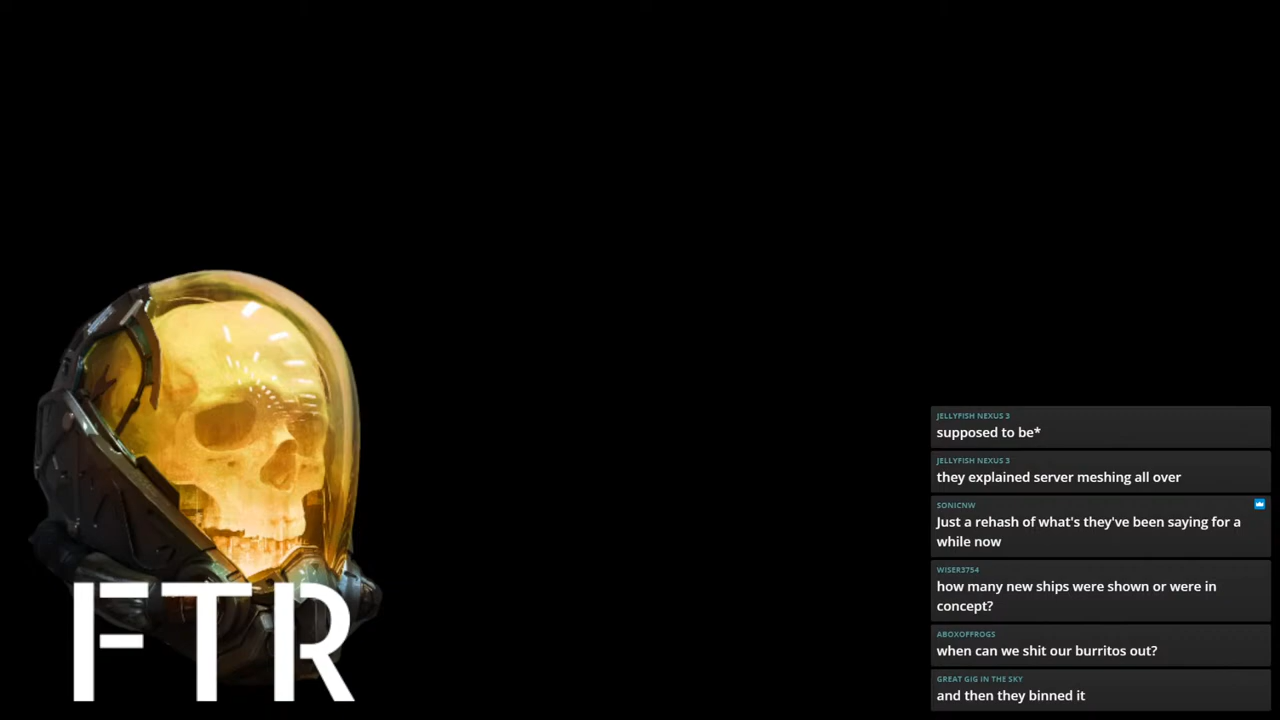 FTR
JELLYFISH NEXUS 3
supposed to be*
JELLYFISH NEXUS 3
they explained server meshing all over
SONICNW
Just a rehash of what's they've been saying for a
while now
WISER3754
how many new ships were shown or were in
concept?
ABOXOFFROGS
when can we shit our burritos out?
GREAT GIG IN THE SKY
and then they binned it